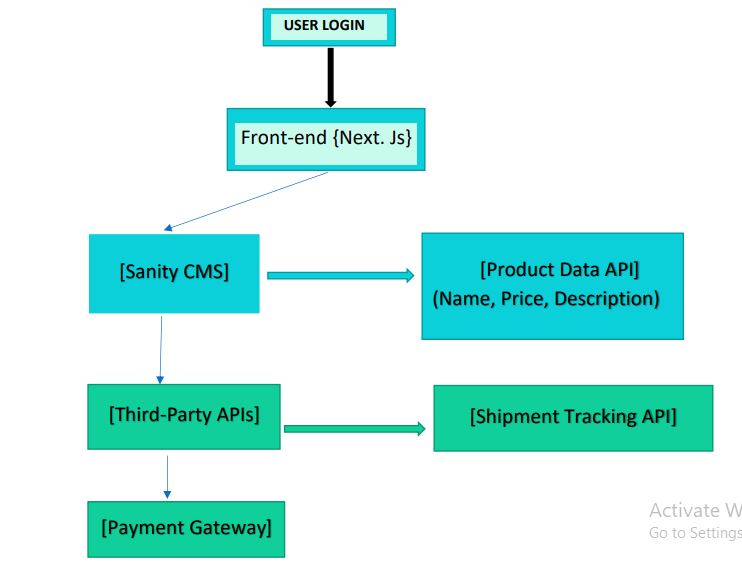 USER LOGIN
Front-end {Next. Js}
[Sanity CMS]
[Product Data API]
(Name, Price, Description)
[Third-Party APIs]
[Shipment Tracking API]
[Payment Gateway]
Activate W
Go to Settings